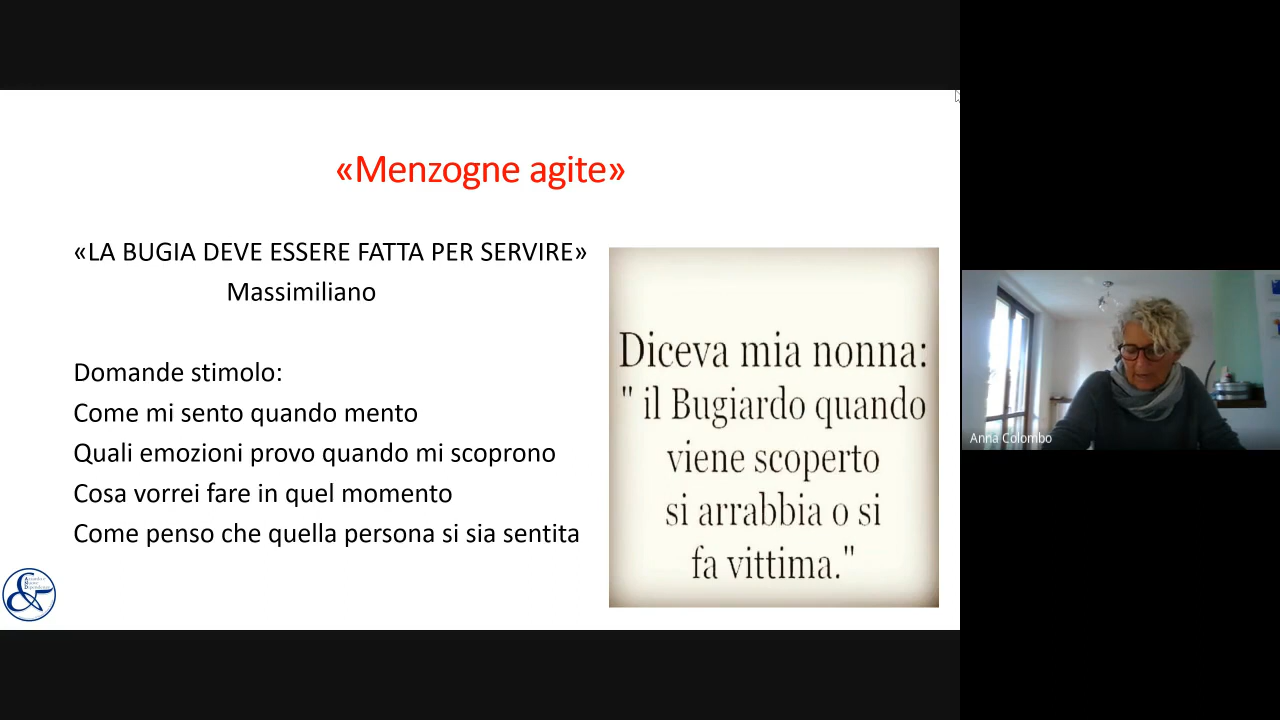 «Menzogne agite»
«LA BUGIA DEVE ESSERE FATTA PER SERVIRE»
Massimiliano
Domande stimolo:
Come mi sento quando mento
Quali emozioni provo quando mi scoprono
Cosa vorrei fare in quel momento
Come penso che quella persona si sia sentita
Diceva mia nonna:
" il Bugiardo quando
viene scoperto
si arrabbia o si
fa vittima."
Anna Colombo